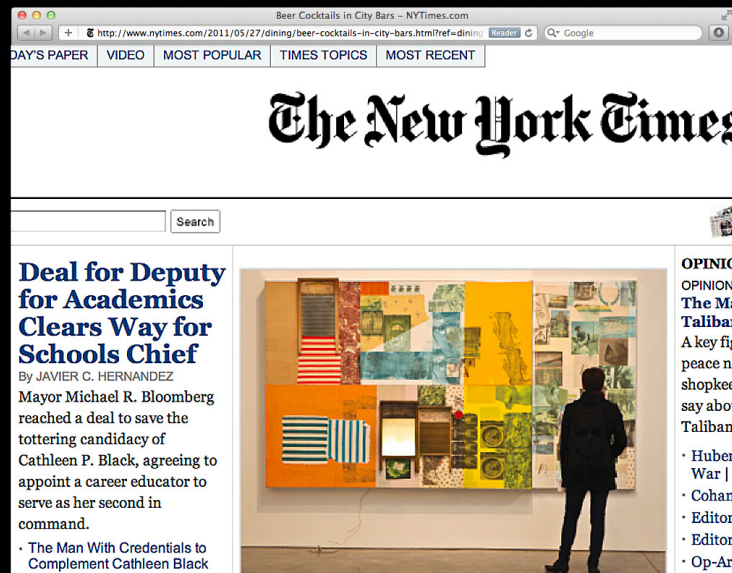 Beer Cocktails in City Bars – NYTimes.com
http://www.nytimes.com/2011/05/27/dining/beer-cocktails-in-city-bars.html?ref=dining Reader Google
DAY'S PAPER VIDEO MOST POPULAR TIMES TOPICS MOST RECENT
The New York Times
Search
Deal for Deputy
for Academics
Clears Way for
Schools Chief
By JAVIER C. HERNANDEZ
Mayor Michael R. Bloomberg
reached a deal to save the
tottering candidacy of
Cathleen P. Black, agreeing to
appoint a career educator to
serve as her second in
command.
• The Man With Credentials to
Complement Cathleen Black
OPINIO
OPINION
The Ma
Taliba
A key fi
peace n
shopkee
say abou
Taliban
• Huber
War |
• Cohan
• Editor
• Editor
• Op-Ar